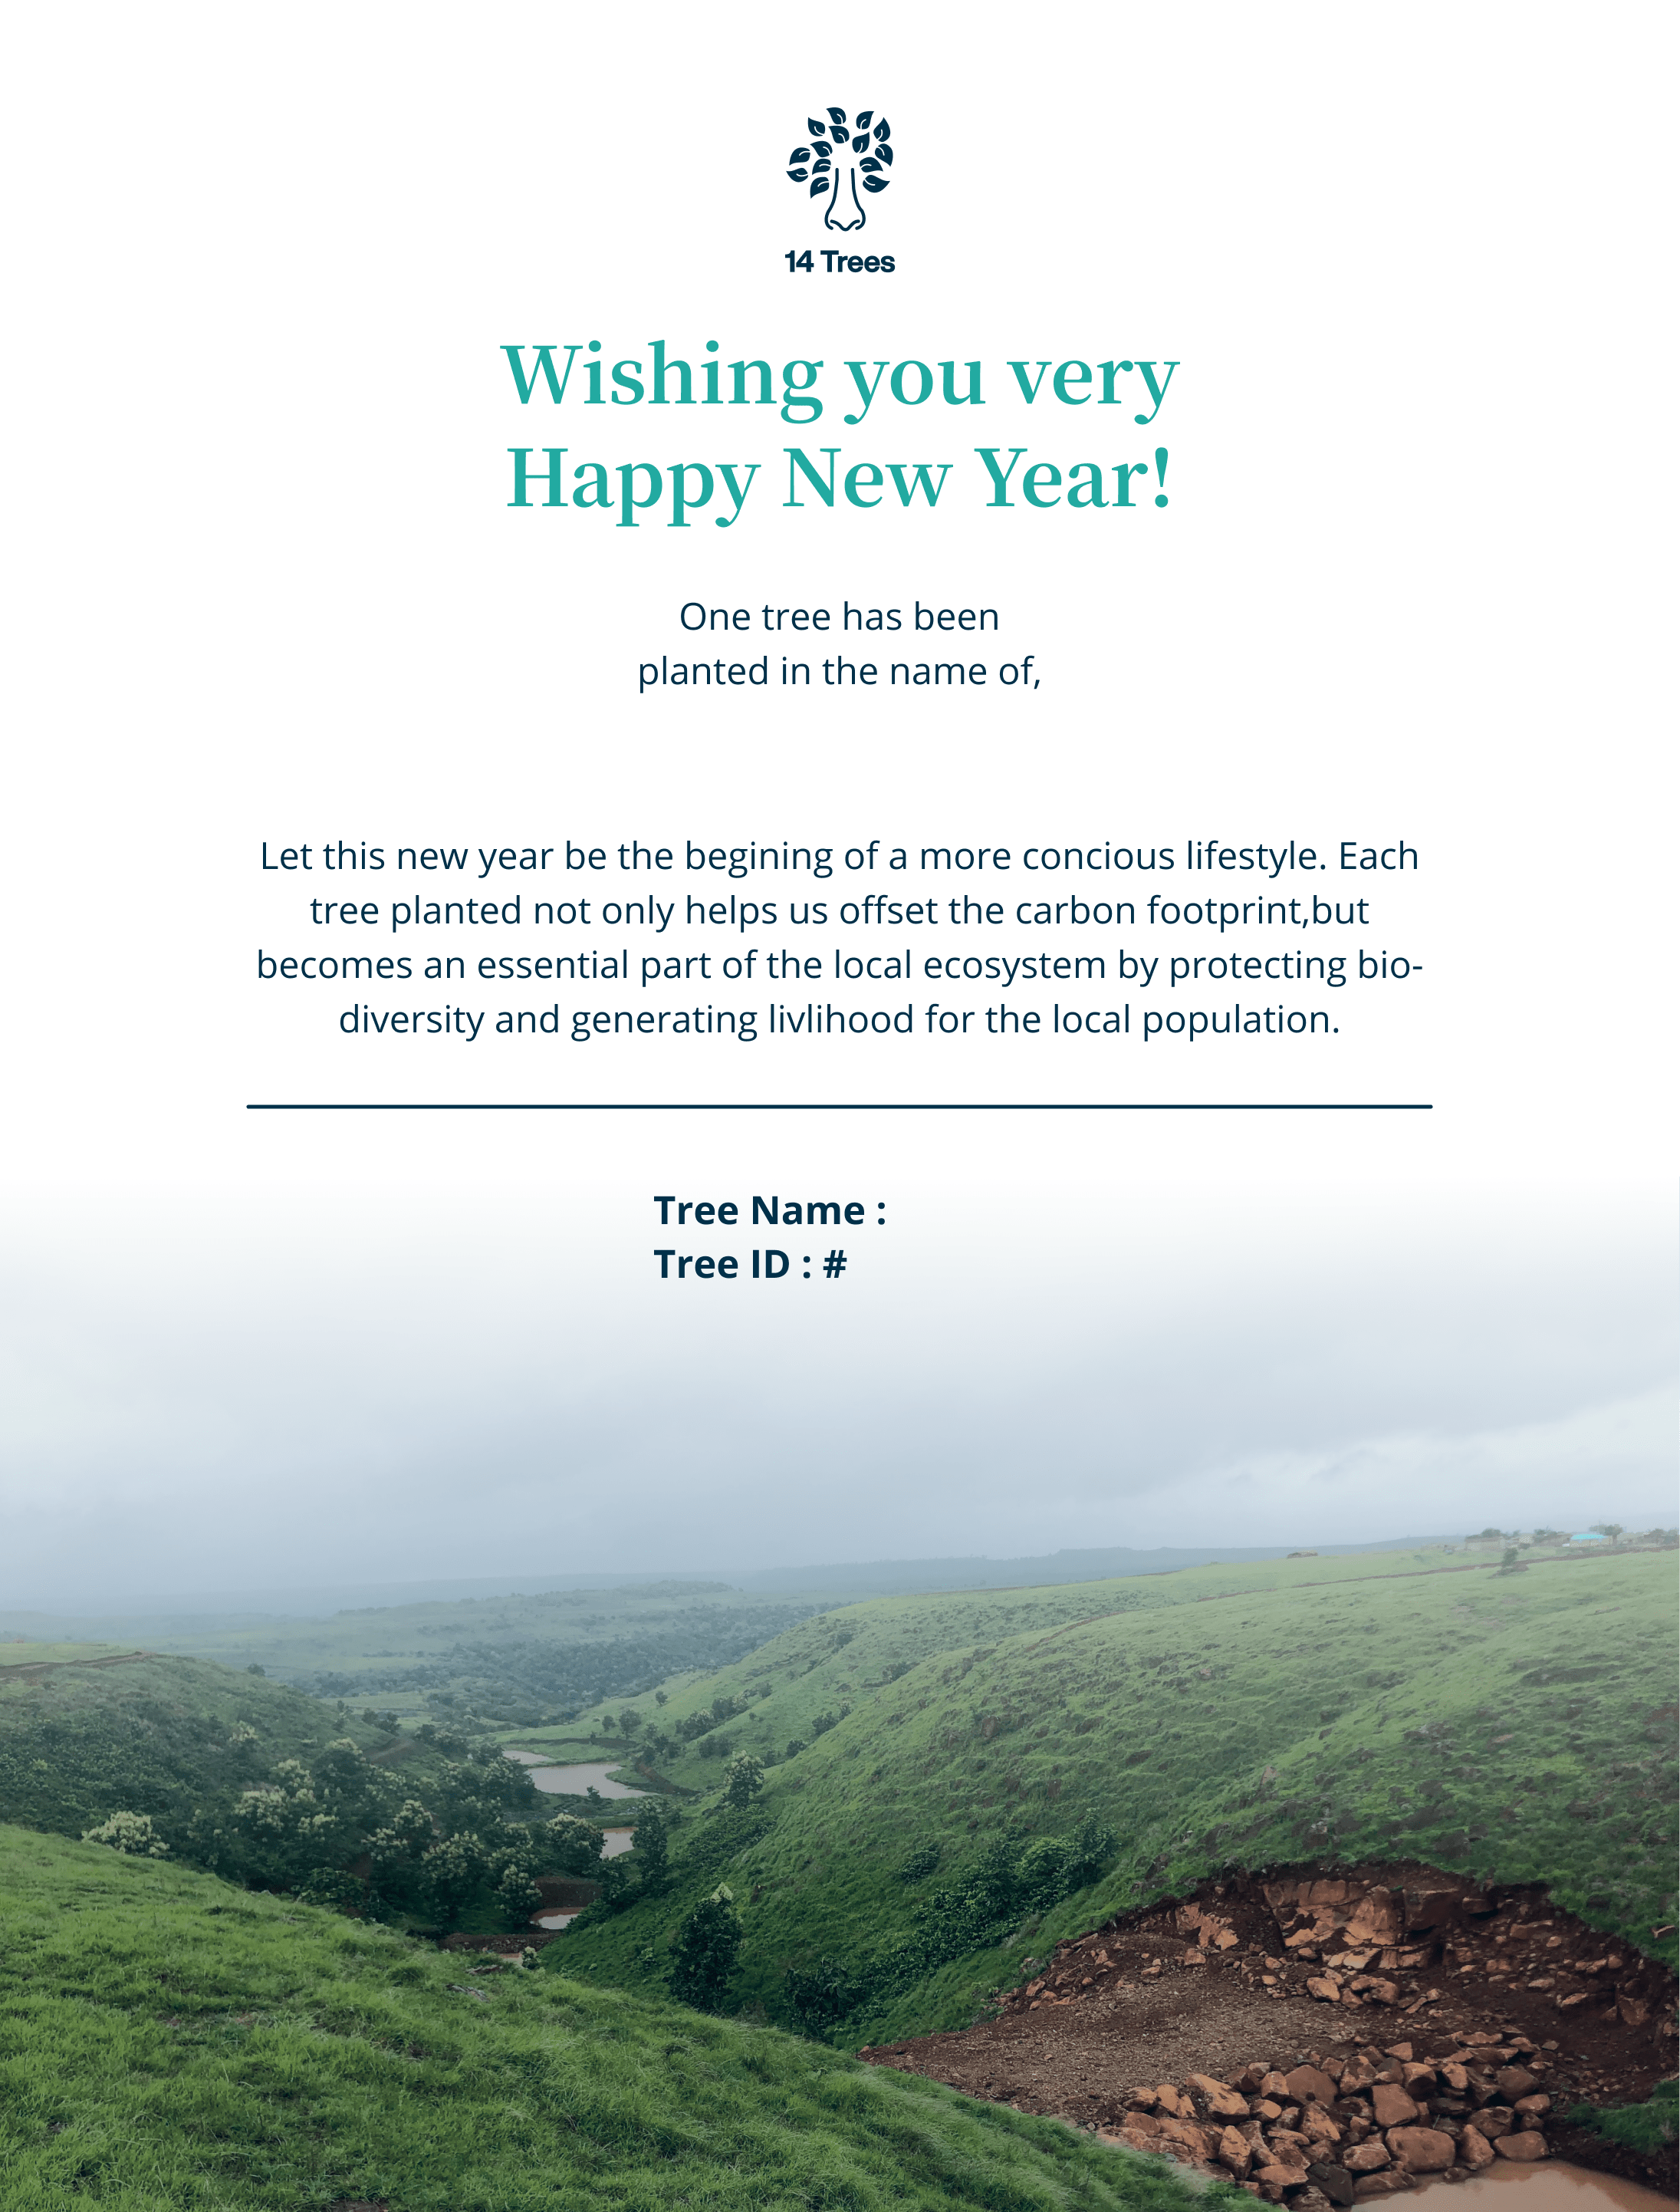 14 Trees
Wishing you very
Happy New Year!
One tree has been
planted in the name of,
Let this new year be the begining of a more concious lifestyle. Each
tree planted not only helps us offset the carbon footprint,but
becomes an essential part of the local ecosystem by protecting bio-
diversity and generating livlihood for the local population.
Tree Name :
Tree ID : #